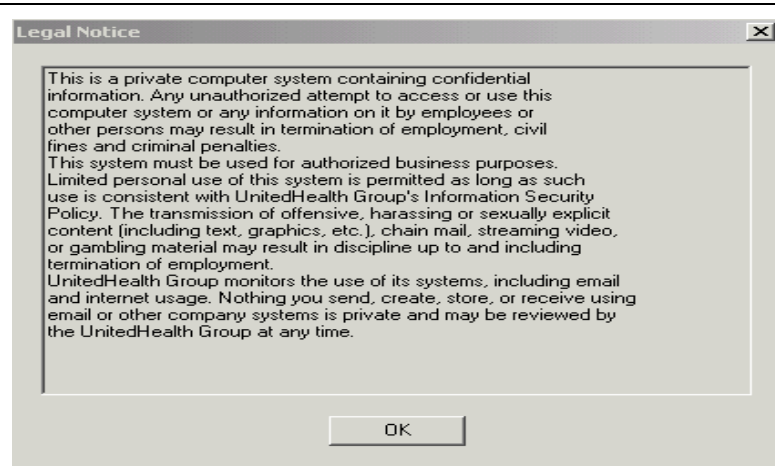 Legal Notice
This is a private computer system containing confidential
information. Any unauthorized attempt to access or use this
computer system or any information on it by employees or
other persons may result in termination of employment, civil
fines and criminal penalties.
This system must be used for authorized business purposes.
Limited personal use of this system is permitted as long as such
use is consistent with UnitedHealth Group's Information Security
Policy. The transmission of offensive, harassing or sexually explicit
content (including text, graphics, etc.), chain mail, streaming video,
or gambling material may result in discipline up to and including
termination of employment.
UnitedHealth Group monitors the use of its systems, including email
and internet usage. Nothing you send, create, store, or receive using
email or other company systems is private and may be reviewed by
the UnitedHealth Group at any time.
OK